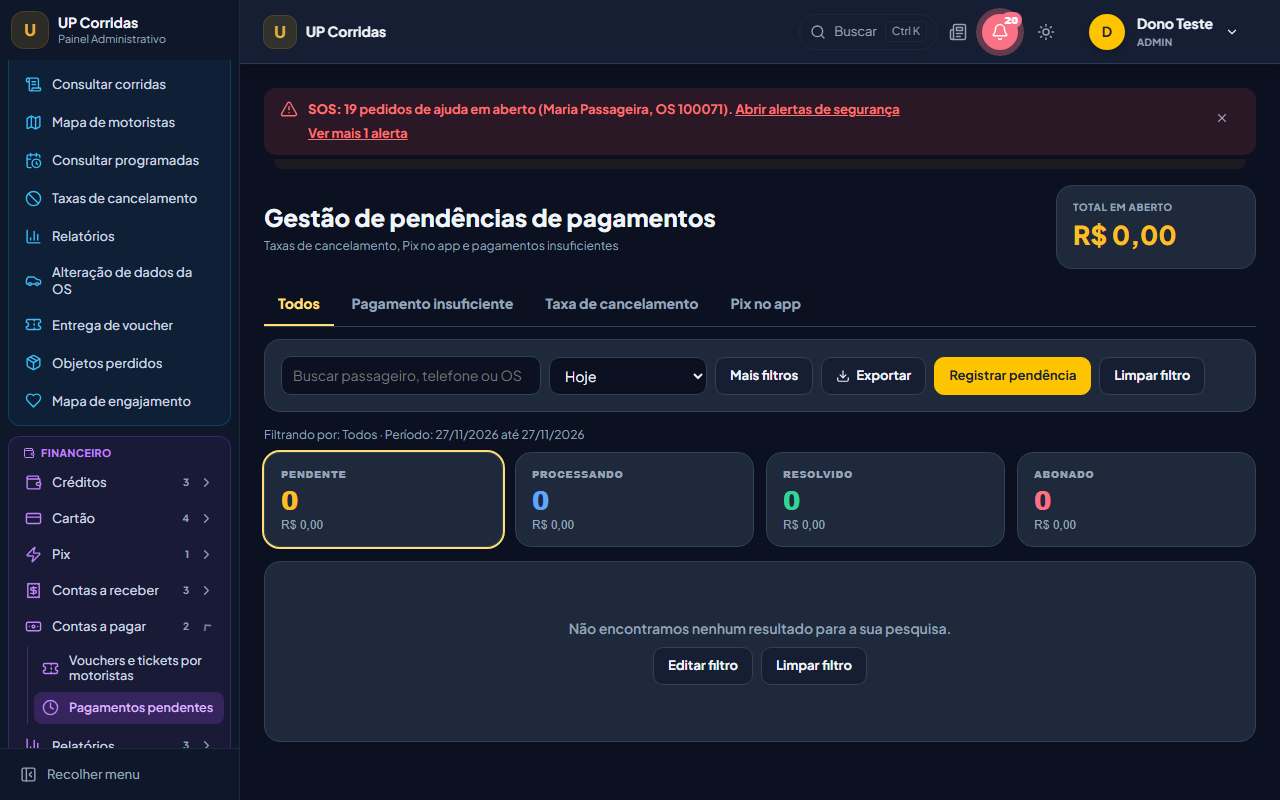 U
UP Corridas
Painel Administrativo
Consultar corridas
Mapa de motoristas
Consultar programadas
Taxas de cancelamento
Relatórios
Alteração de dados da
OS
Entrega de voucher
Objetos perdidos
Mapa de engajamento
FINANCEIRO
Créditos 3
Cartão 4
Pix 1
Contas a receber 3
Contas a pagar 2
Vouchers e tickets por
motoristas
Pagamentos pendentes
Relatórios 3
Recolher menu
U UP Corridas
Buscar Ctrl K
20
D
Dono Teste
ADMIN
SOS: 19 pedidos de ajuda em aberto (Maria Passageira, OS 100071). Abrir alertas de segurança
Ver mais 1 alerta
Gestão de pendências de pagamentos
Taxas de cancelamento, Pix no app e pagamentos insuficientes
TOTAL EM ABERTO
R$ 0,00
Todos Pagamento insuficiente Taxa de cancelamento Pix no app
Buscar passageiro, telefone ou OS Hoje Mais filtros Exportar Registrar pendência Limpar filtro
Filtrando por: Todos · Período: 27/11/2026 até 27/11/2026
PENDENTE
0
R$ 0,00
PROCESSANDO
0
R$ 0,00
RESOLVIDO
0
R$ 0,00
ABONADO
0
R$ 0,00
Não encontramos nenhum resultado para a sua pesquisa.
Editar filtro Limpar filtro